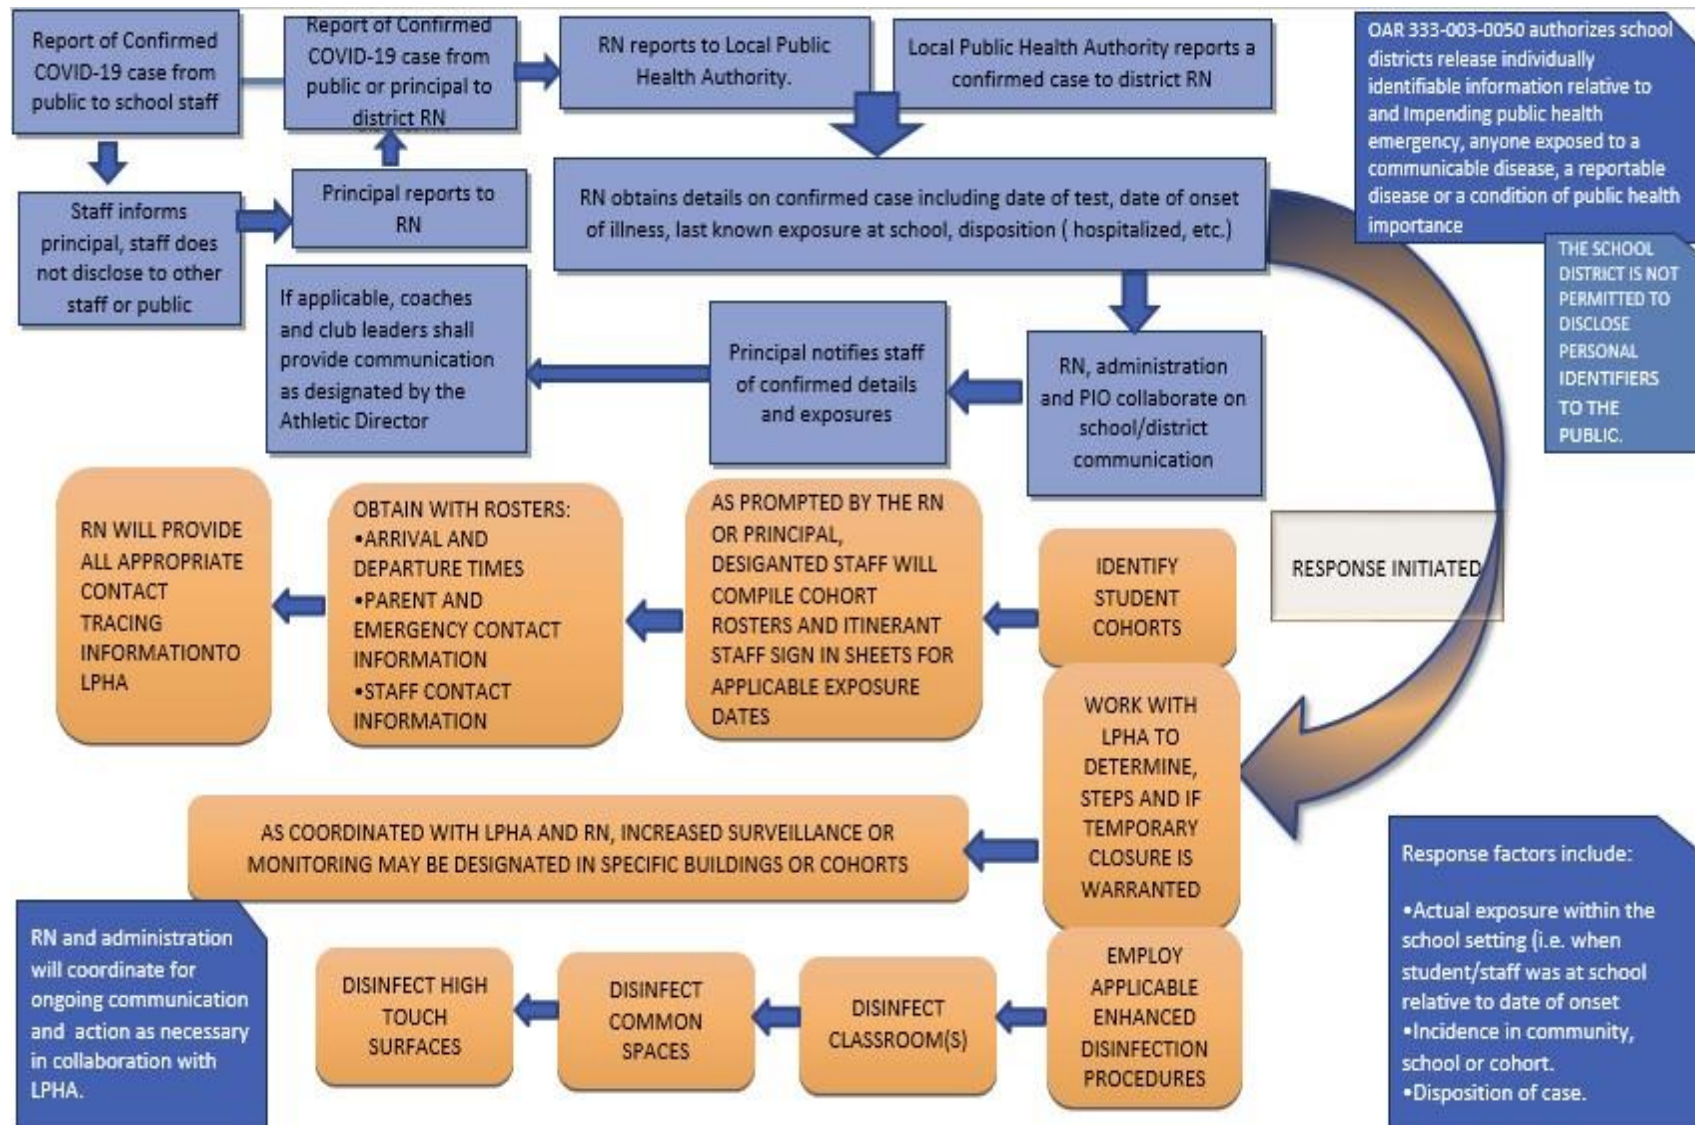 Report of Confirmed
COVID-19 case from
public to school staff
Report of Confirmed
COVID-19 case from
public or principal to
district RN
RN reports to Local Public
Health Authority.
Local Public Health Authority reports a
confirmed case to district RN
OAR 333-003-0050 authorizes school
districts release individually
identifiable information relative to
and Impending public health
emergency, anyone exposed to a
communicable disease, a reportable
disease or a condition of public health
importance
Staff informs
principal, staff does
not disclose to other
staff or public
Principal reports to
RN
RN obtains details on confirmed case including date of test, date of onset
of illness, last known exposure at school, disposition ( hospitalized, etc.)
THE SCHOOL
DISTRICT IS NOT
PERMITTED TO
DISCLOSE
PERSONAL
IDENTIFIERS
TO THE
PUBLIC.
If applicable, coaches
and club leaders shall
provide communication
as designated by the
Athletic Director
Principal notifies staff
of confirmed details
and exposures
RN, administration
and PIO collaborate on
school/district
communication
RN WILL PROVIDE
ALL APPROPRIATE
CONTACT
TRACING
INFORMATIONTO
LPHA
OBTAIN WITH ROSTERS:
•ARRIVAL AND
DEPARTURE TIMES
•PARENT AND
EMERGENCY CONTACT
INFORMATION
•STAFF CONTACT
INFORMATION
AS PROMPTED BY THE RN
OR PRINCIPAL,
DESIGANTED STAFF WILL
COMPILE COHORT
ROSTERS AND ITINERANT
STAFF SIGN IN SHEETS FOR
APPLICABLE EXPOSURE
DATES
IDENTIFY
STUDENT
COHORTS
RESPONSE INITIATED
WORK WITH
LPHA TO
DETERMINE,
STEPS AND IF
TEMPORARY
CLOSURE IS
WARRANTED
AS COORDINATED WITH LPHA AND RN, INCREASED SURVEILLANCE OR
MONITORING MAY BE DESIGNATED IN SPECIFIC BUILDINGS OR COHORTS
Response factors include:
•Actual exposure within the
school setting (i.e. when
student/staff was at school
relative to date of onset
•Incidence in community,
school or cohort.
•Disposition of case.
RN and administration
will coordinate for
ongoing communication
and action as necessary
in collaboration with
LPHA.
DISINFECT HIGH
TOUCH
SURFACES
DISINFECT
COMMON
SPACES
DISINFECT
CLASSROOM(S)
EMPLOY
APPLICABLE
ENHANCED
DISINFECTION
PROCEDURES